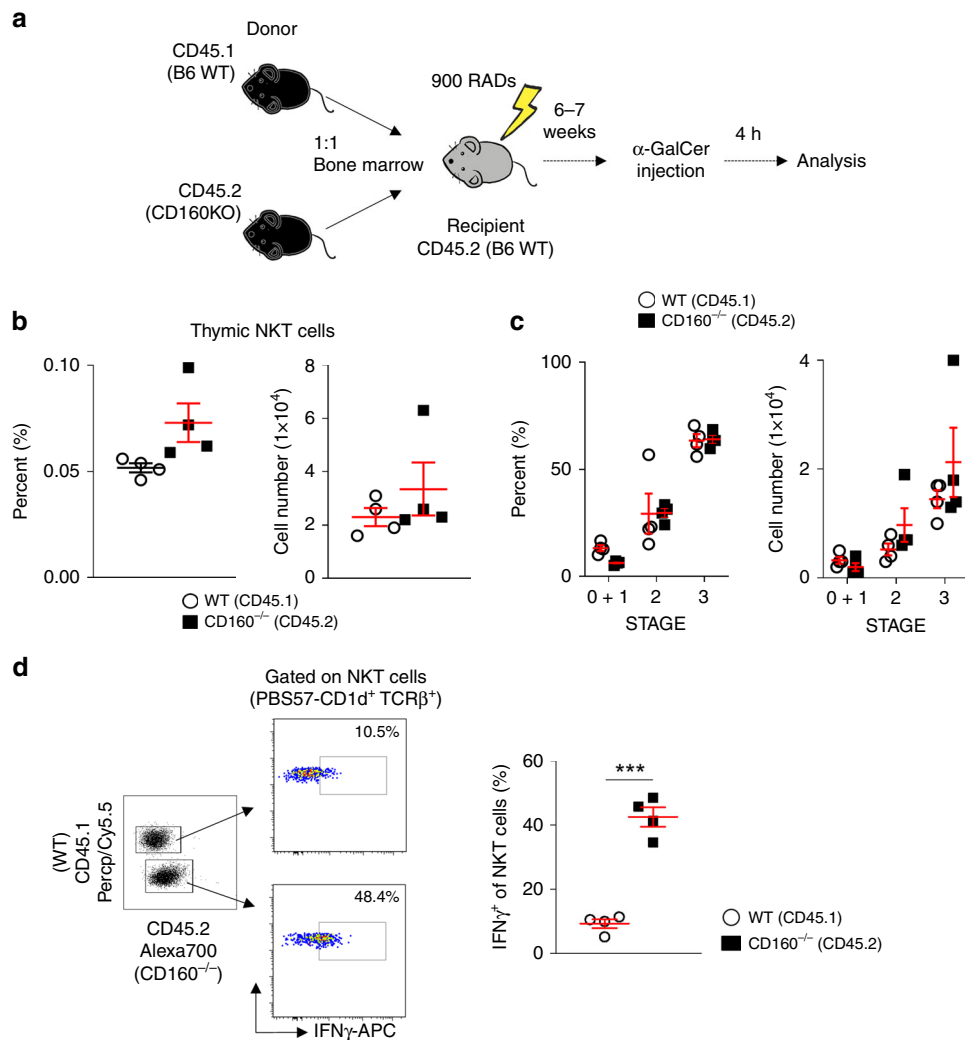 a
Donor
CD45.1
(B6 WT)
900 RADs
6–7
weeks
4 h
1:1
Bone marrow
α-GalCer
injection
Analysis
CD45.2
(CD160KO)
Recipient
CD45.2 (B6 WT)
b
Thymic NKT cells
Percent (%)
0.10
0.05
0.00
Cell number (1×10⁴)
8
6
4
2
0
WT (CD45.1)
CD160⁻/⁻ (CD45.2)
c
WT (CD45.1)
CD160⁻/⁻ (CD45.2)
Percent (%)
100
50
0
0 + 1 2 3
STAGE
Cell number (1×10⁴)
4
2
0
0 + 1 2 3
STAGE
d
Gated on NKT cells
(PBS57-CD1d⁺ TCRβ⁺)
10.5%
(WT)
CD45.1
Percp/Cy5.5
48.4%
CD45.2
Alexa700
(CD160⁻/⁻)
IFNγ-APC
IFNγ⁺ of NKT cells (%)
60
40
20
0
***
WT (CD45.1)
CD160⁻/⁻ (CD45.2)